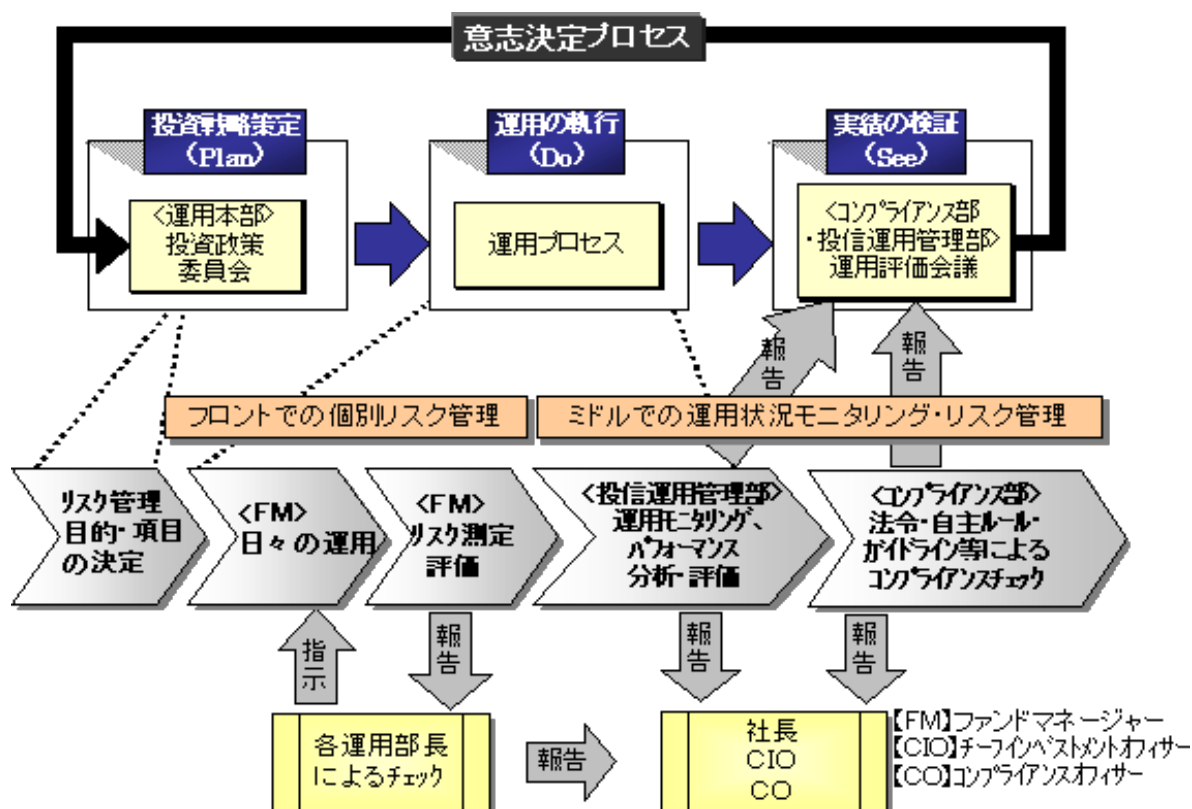 意志決定プロセス
投資戦略策定
(Plan)
運用の執行
(Do)
実績の検証
(See)
<運用本部>
投資政策
委員会
運用プロセス
<コンプライアンス部
・投信運用管理部>
運用評価会議
報告
報告
フロントでの個別リスク管理
ミドルでの運用状況モニタリング・リスク管理
リスク管理
目的・項目
の決定
<FM>
日々の運用
<FM>
リスク測定
評価
<投信運用管理部>
運用モニタリング、
パフォーマンス
分析・評価
<コンプライアンス部>
法令・自主ルール・
ガイドライン等による
コンプライアンスチェック
指示
報告
報告
報告
各運用部長
によるチェック
報告
社長
CIO
CO
【FM】ファンドマネージャー
【CIO】チーフインベストメントオフィサー
【CO】コンプライアンスオフィサー